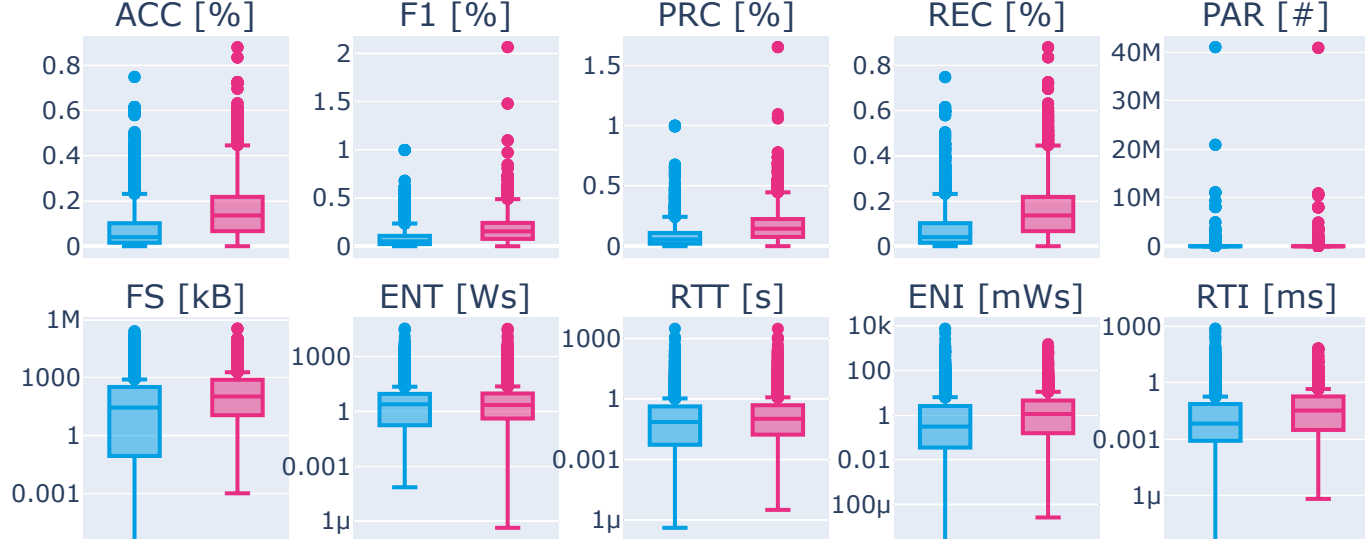 ACC [%] F1 [%] PRC [%] REC [%] PAR [#]
0.8 2 1.5 0.8 40M
0.6 1.5 1 0.6 30M
0.4 1 0.5 0.4 20M
0.2 0.5 0 0.2 10M
0 0 0 0
FS [kB] ENT [Ws] RTT [s] ENI [mWs] RTI [ms]
1M 1000 1000 10k 1000
1000 1 1 100 1
1 0.001 0.001 1 0.001
0.001 1μ 1μ 0.01 1μ
100μ